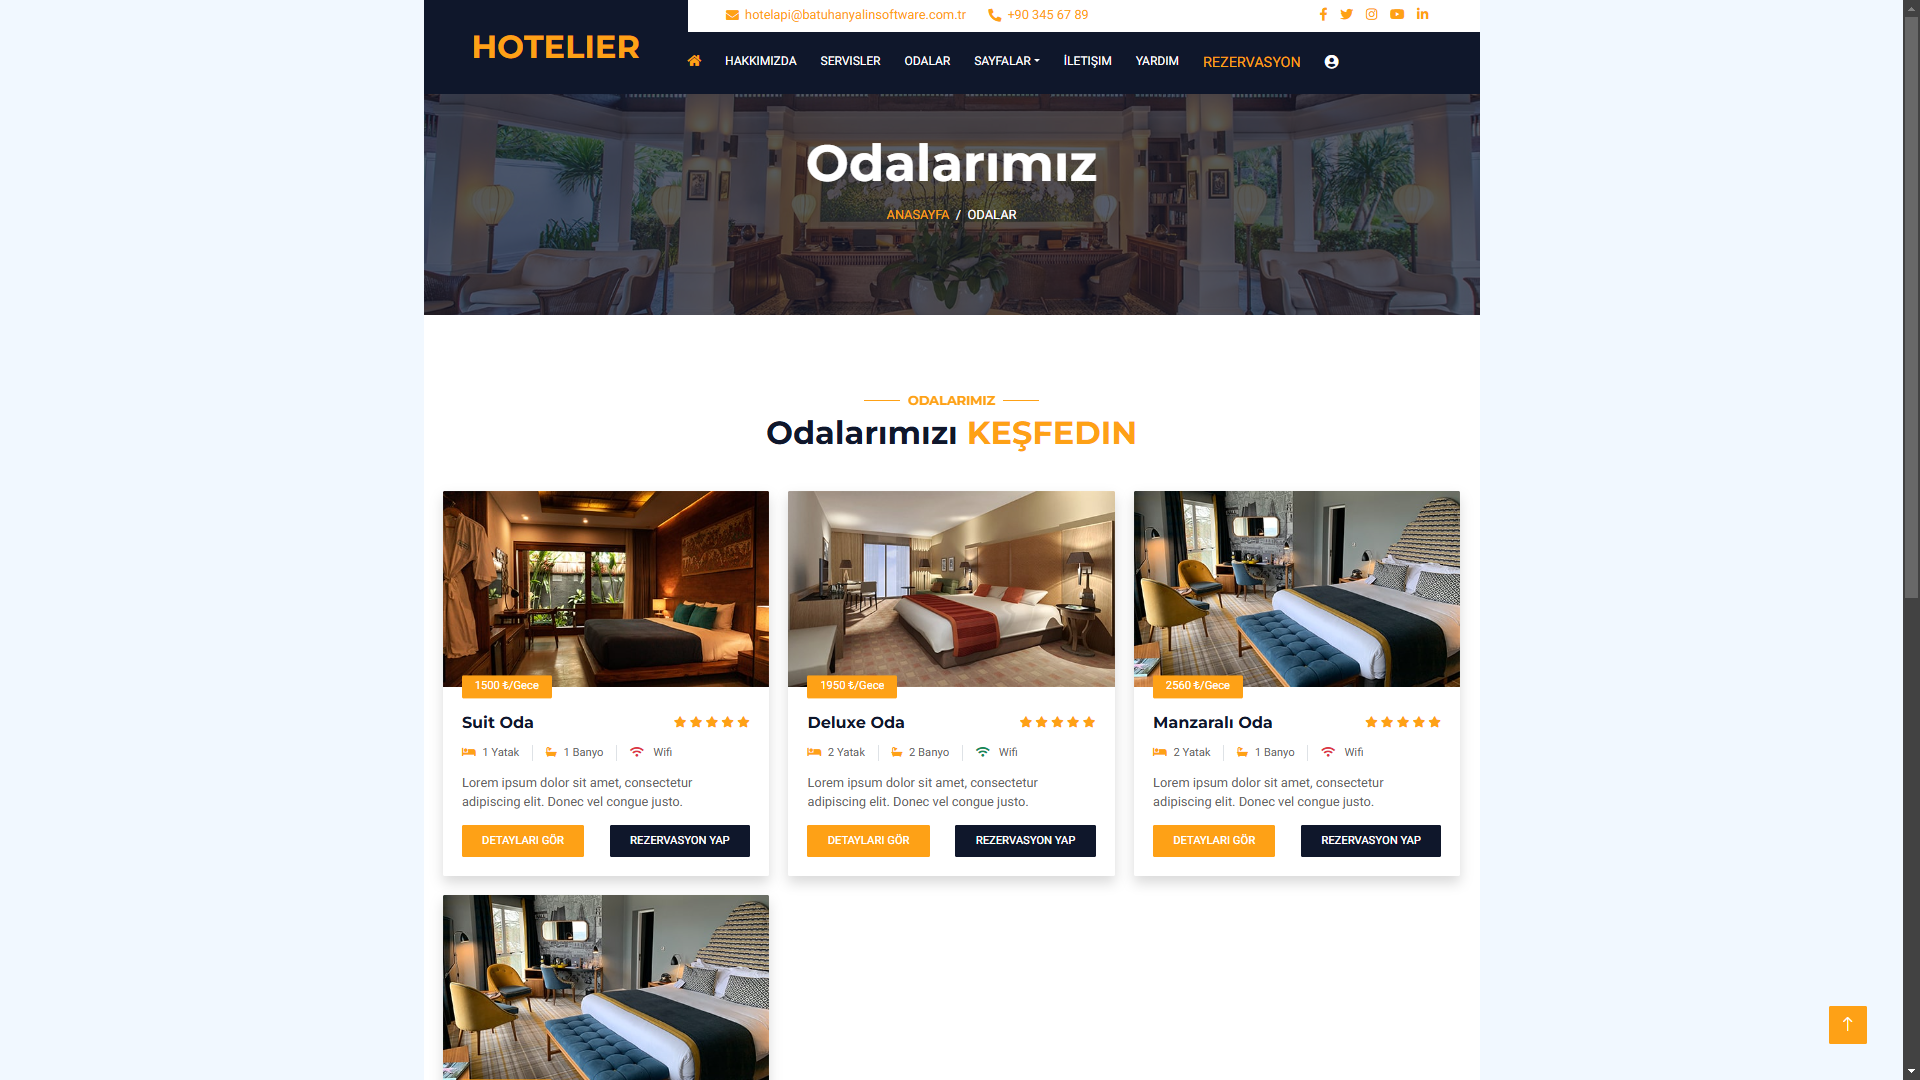 hotelapi@batuhanyalinsoftware.com.tr +90 345 67 89
HOTELIER
HAKKIMIZDA SERVISLER ODALAR SAYFALAR İLETIŞIM YARDIM REZERVASYON
Odalarımız
ANASAYFA / ODALAR
ODALARIMIZ
Odalarımızı KEŞFEDIN
1500 ₺/Gece
Suit Oda
1 Yatak 1 Banyo Wifi
Lorem ipsum dolor sit amet, consectetur
adipiscing elit. Donec vel congue justo.
DETAYLARI GÖR REZERVASYON YAP
1950 ₺/Gece
Deluxe Oda
2 Yatak 2 Banyo Wifi
Lorem ipsum dolor sit amet, consectetur
adipiscing elit. Donec vel congue justo.
DETAYLARI GÖR REZERVASYON YAP
2560 ₺/Gece
Manzaralı Oda
2 Yatak 1 Banyo Wifi
Lorem ipsum dolor sit amet, consectetur
adipiscing elit. Donec vel congue justo.
DETAYLARI GÖR REZERVASYON YAP